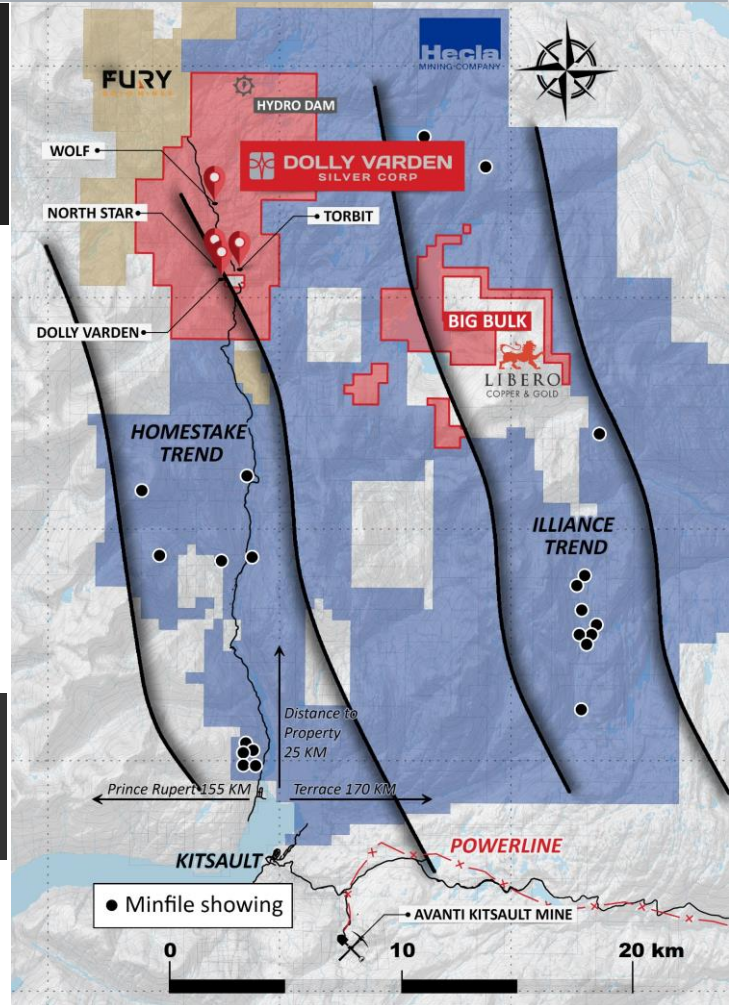 FURY
Hecla
MINING COMPANY
HYDRO DAM
WOLF
DOLLY VARDEN
SILVER CORP
NORTH STAR
TORBIT
DOLLY VARDEN
BIG BULK
LIBERO
COPPER & GOLD
HOMESTAKE
TREND
ILLIANCE
TREND
Distance to
Property
25 KM
Prince Rupert 155 KM
Terrace 170 KM
KITSAULT
POWERLINE
Minfile showing
AVANTI KITSAULT MINE
0
10
20 km